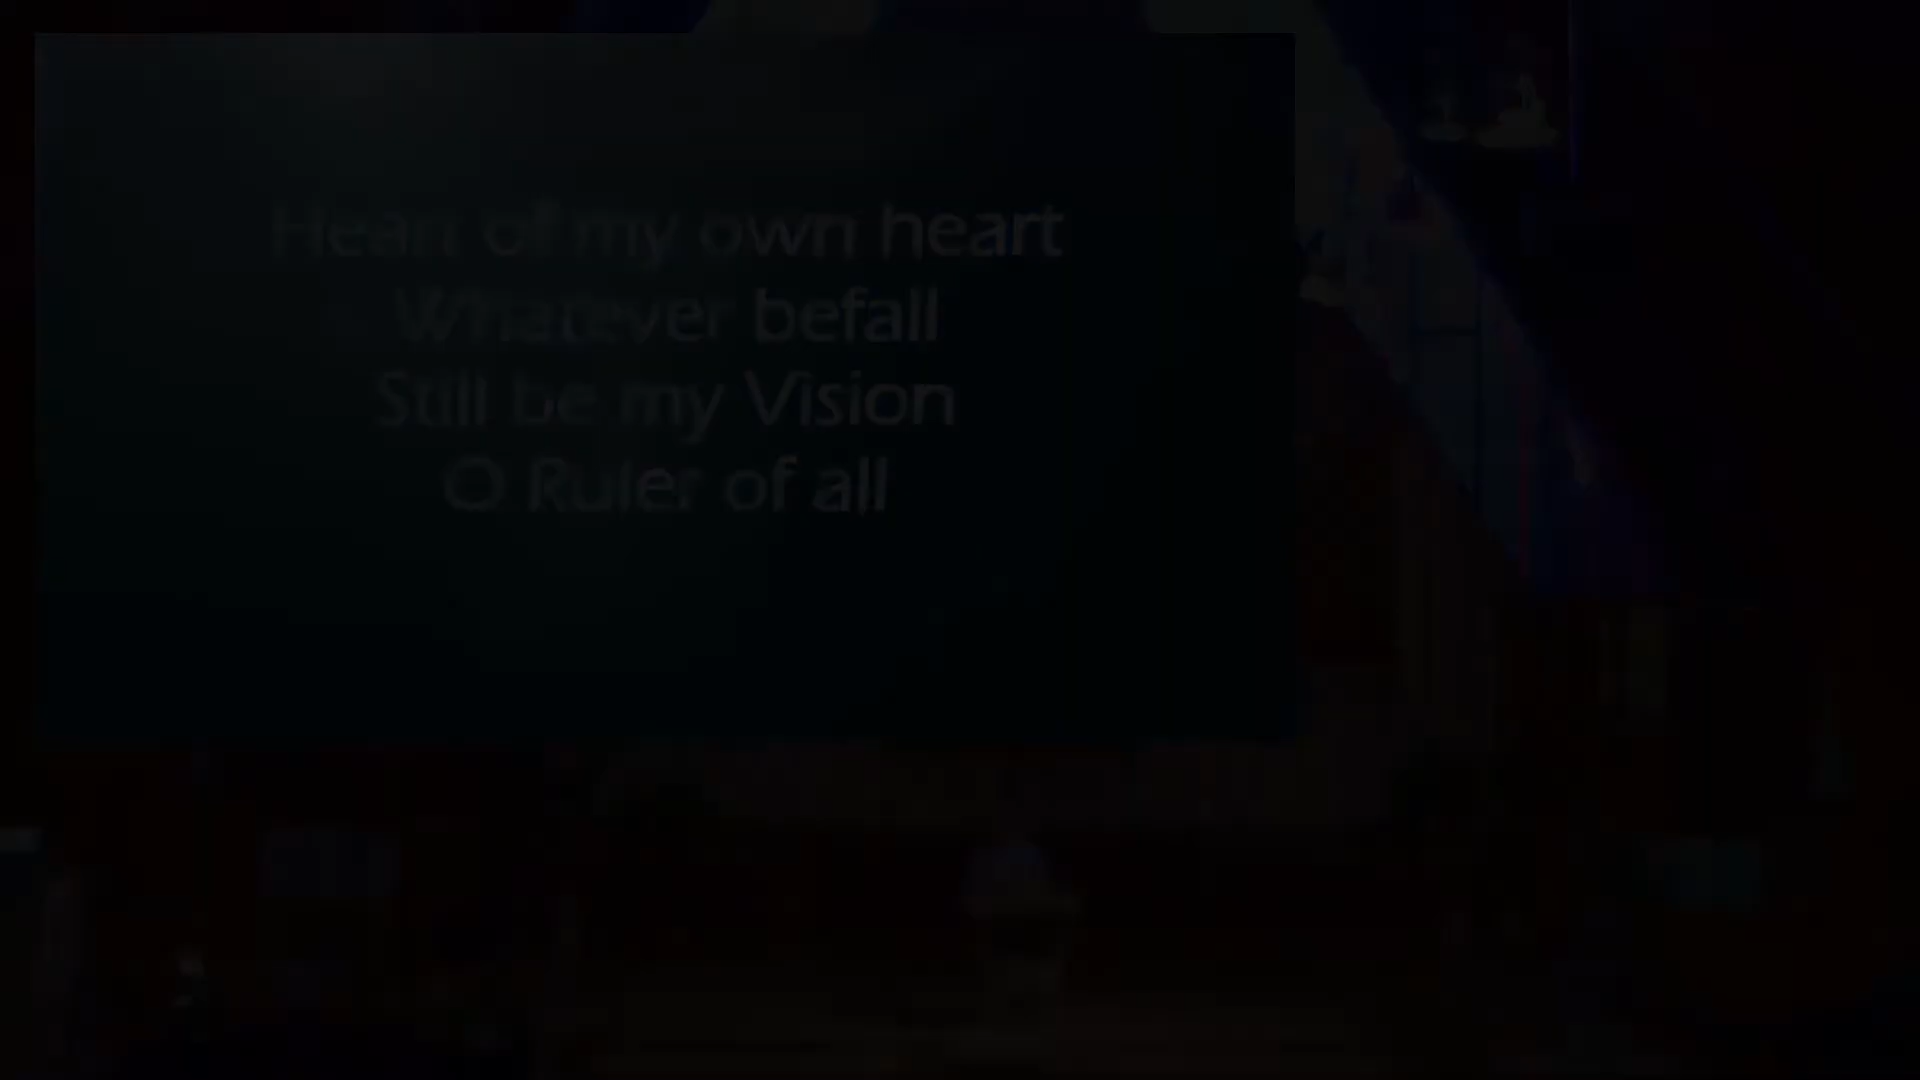 Heart of my own heart
Whatever befall
Still be my Vision
O Ruler of all